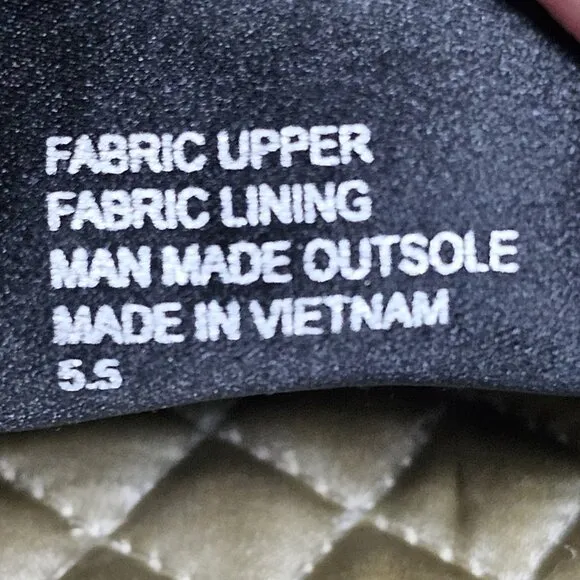 FABRIC UPPER
FABRIC LINING
MAN MADE OUTSOLE
MADE IN VIETNAM
5.5